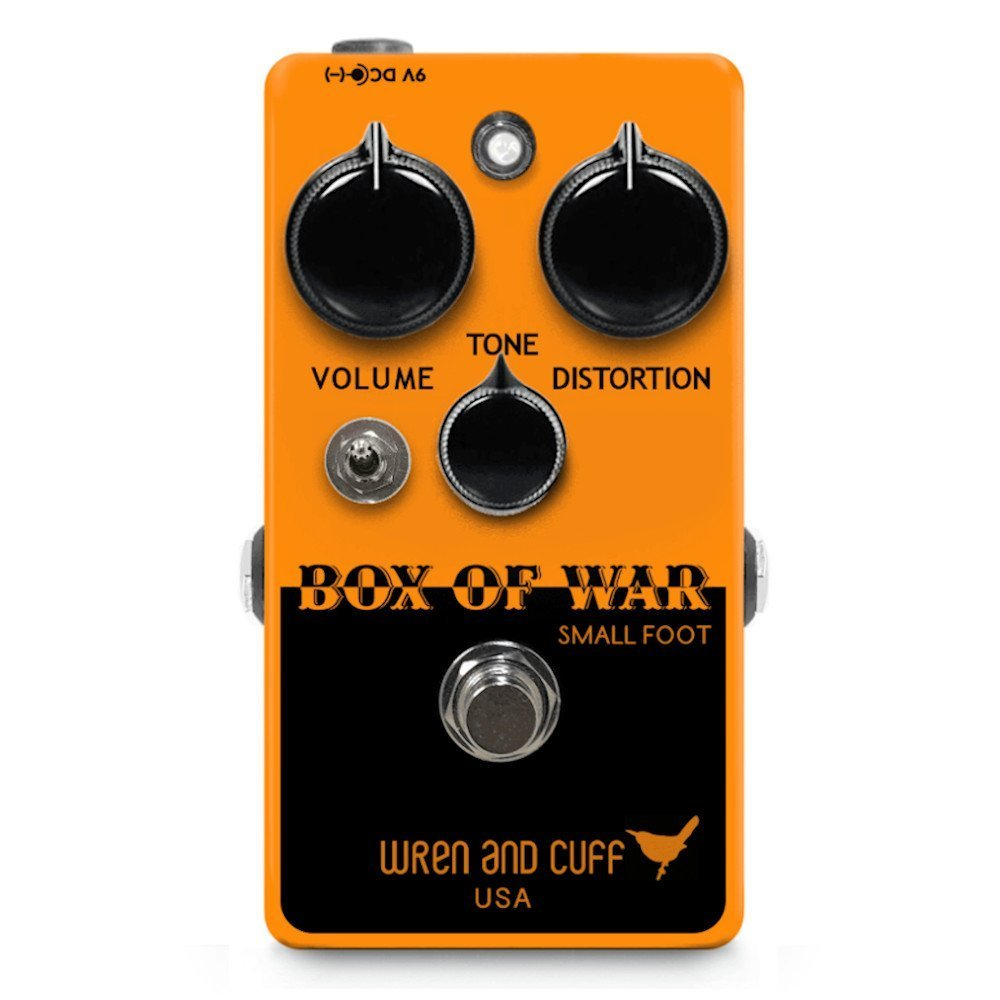 9V DC (-)
TONE
VOLUME DISTORTION
BOX OF WAR
SMALL FOOT
WREN AND CUFF
USA